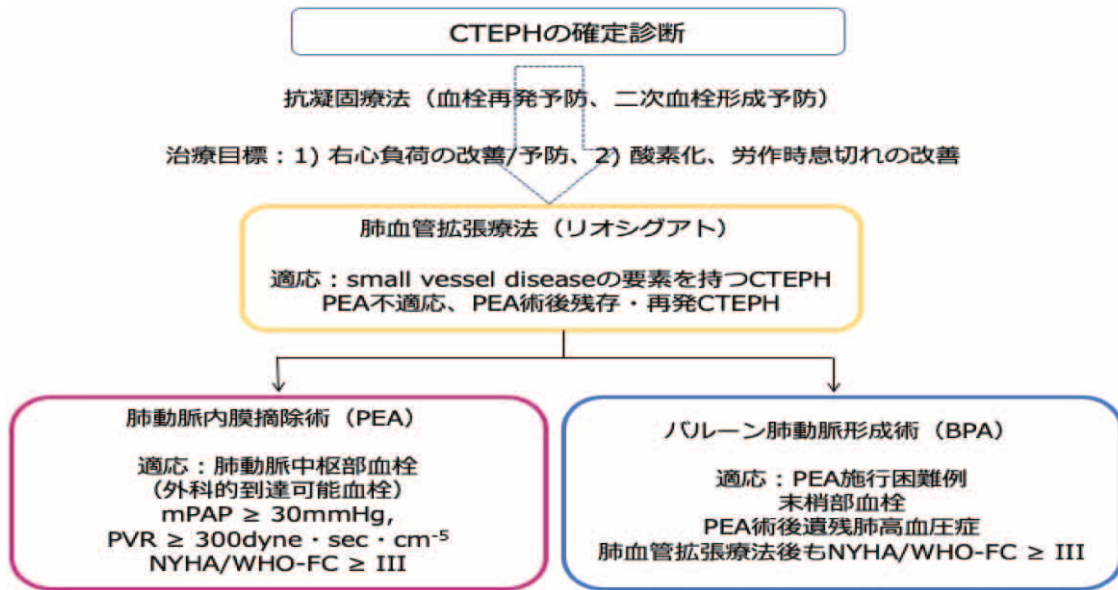 CTEPHの確定診断
抗凝固療法（血栓再発予防、二次血栓形成予防）
治療目標：1) 右心負荷の改善/予防、2) 酸素化、労作時息切れの改善
肺血管拡張療法（リオシグアト）
適応：small vessel diseaseの要素を持つCTEPH
PEA不適応、PEA術後残存・再発CTEPH
肺動脈内膜摘除術（PEA）
適応：肺動脈中枢部血栓
（外科的到達可能血栓）
mPAP ≥ 30mmHg,
PVR ≥ 300dyne・sec・cm⁻⁵
NYHA/WHO-FC ≥ III
バルーン肺動脈形成術（BPA）
適応：PEA施行困難例
末梢部血栓
PEA術後遺残肺高血圧症
肺血管拡張療法後もNYHA/WHO-FC ≥ III